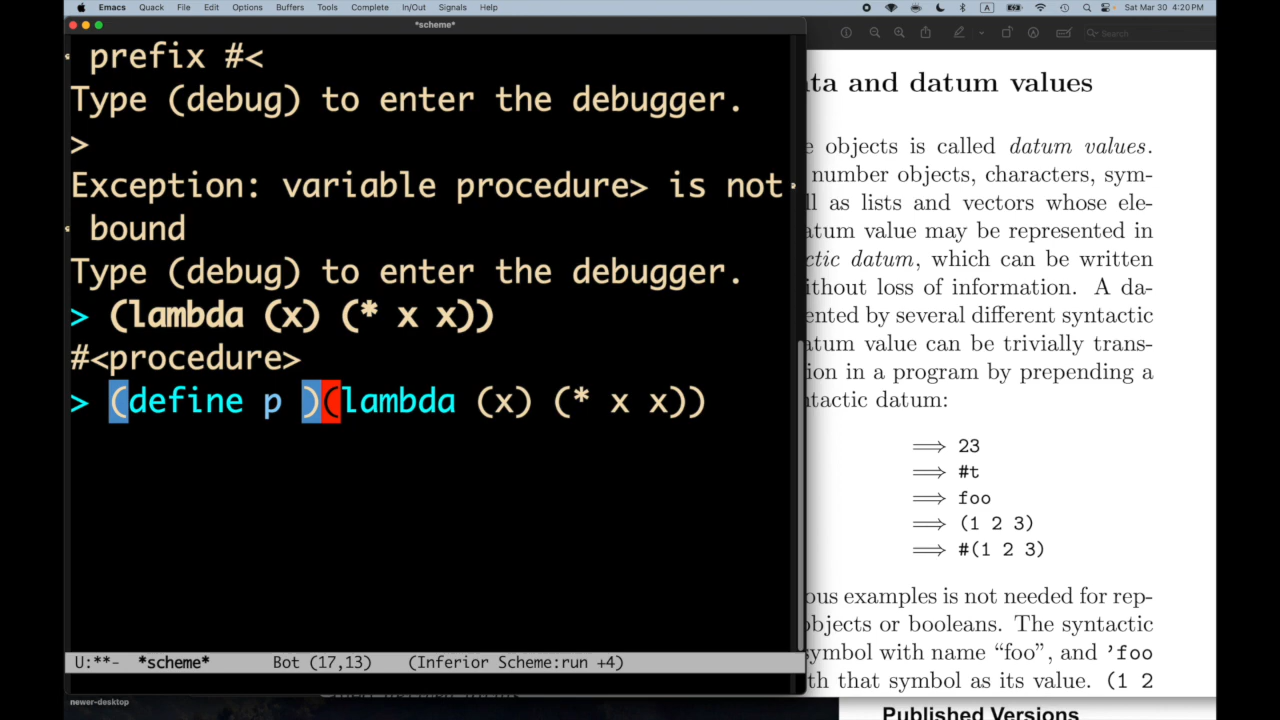 Emacs Quack File Edit Options Buffers Tools Complete In/Out Signals Help
A Sat Mar 30 4:20 PM
*scheme*
Search
prefix #<
Type (debug) to enter the debugger.
>
Exception: variable procedure> is not
bound
Type (debug) to enter the debugger.
> (lambda (x) (* x x))
#<procedure>
> (define p )(lambda (x) (* x x))
U:**- *scheme* Bot (17,13) (Inferior Scheme:run +4)
newer-desktop
ta and datum values
e objects is called datum values.
number objects, characters, sym-
ll as lists and vectors whose ele-
atum value may be represented in
ctic datum, which can be written
ithout loss of information. A da-
ented by several different syntactic
atum value can be trivially trans-
ion in a program by prepending a
ntactic datum:
⟹ 23
⟹ #t
⟹ foo
⟹ (1 2 3)
⟹ #(1 2 3)
ous examples is not needed for rep-
objects or booleans. The syntactic
symbol with name “foo”, and ’foo
th that symbol as its value. (1 2
Published Versions